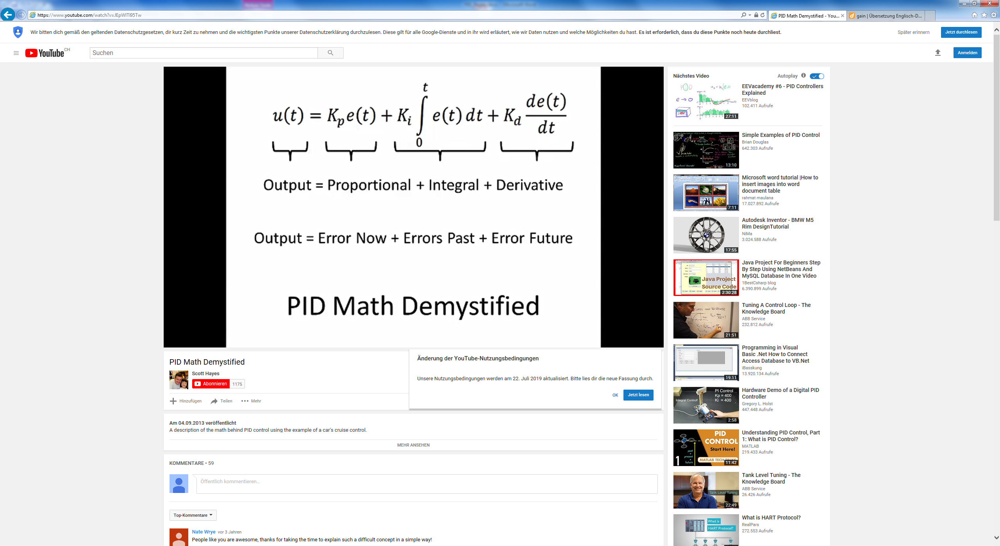 https://www.youtube.com/watch?v=JEpWlTl95Tw
PID Math Demystified - You...
gain | Übersetzung Englisch-D...
Wir bitten dich gemäß den geltenden Datenschutzgesetzen, dir kurz Zeit zu nehmen und die wichtigsten Punkte unserer Datenschutzerklärung durchzulesen. Diese gilt für alle Google-Dienste und in ihr wird erläutert, wie wir Daten nutzen und welche Möglichkeiten du hast. Es ist erforderlich, dass du diese Punkte noch heute durchliest.
Später erinnern
Jetzt durchlesen
YouTube CH
Suchen
Anmelden
u(t) = K_p e(t) + K_i ∫_0^t e(t) dt + K_d de(t)/dt
Output = Proportional + Integral + Derivative
Output = Error Now + Errors Past + Error Future
PID Math Demystified
PID Math Demystified
Scott Hayes
Abonnieren 1175
Hinzufügen Teilen Mehr
Änderung der YouTube-Nutzungsbedingungen
Unsere Nutzungsbedingungen werden am 22. Juli 2019 aktualisiert. Bitte lies dir die neue Fassung durch.
OK Jetzt lesen
Am 04.09.2013 veröffentlicht
A description of the math behind PID control using the example of a car's cruise control.
MEHR ANSEHEN
KOMMENTARE • 59
Öffentlich kommentieren...
Top-Kommentare
Nate Wrye vor 3 Jahren
People like you are awesome, thanks for taking the time to explain such a difficult concept in a simple way!
Nächstes Video
Autoplay
27:11
EEVacademy #6 - PID Controllers
Explained
EEVblog
102.411 Aufrufe
13:10
Simple Examples of PID Control
Brian Douglas
642.303 Aufrufe
7:11
Microsoft word tutorial |How to
insert images into word
document table
rahmat maulana
17.027.892 Aufrufe
17:55
Autodesk Inventor - BMW M5
Rim DesignTutorial
NiMa
3.024.588 Aufrufe
Java Project
Source Code
2:30:28
Java Project For Beginners Step
By Step Using NetBeans And
MySQL Database In One Video
1BestCsharp blog
6.390.899 Aufrufe
21:51
Tuning A Control Loop - The
Knowledge Board
ABB Service
232.812 Aufrufe
19:11
Programming in Visual
Basic .Net How to Connect
Access Database to VB.Net
iBasskung
13.920.134 Aufrufe
PI Control
Kp = 400
Ki = 400
Integral Control!
2:58
Hardware Demo of a Digital PID
Controller
Gregory L. Holst
447.448 Aufrufe
PID
CONTROL
Start Here!
past
+
present
+
future
1
MATLAB TECH TALKS
11:42
Understanding PID Control, Part
1: What is PID Control?
MATLAB
219.433 Aufrufe
Tank Level Tuning
22:49
Tank Level Tuning - The
Knowledge Board
ABB Service
26.426 Aufrufe
What is
HART Protocol?
What is HART Protocol?
RealPars
272.553 Aufrufe